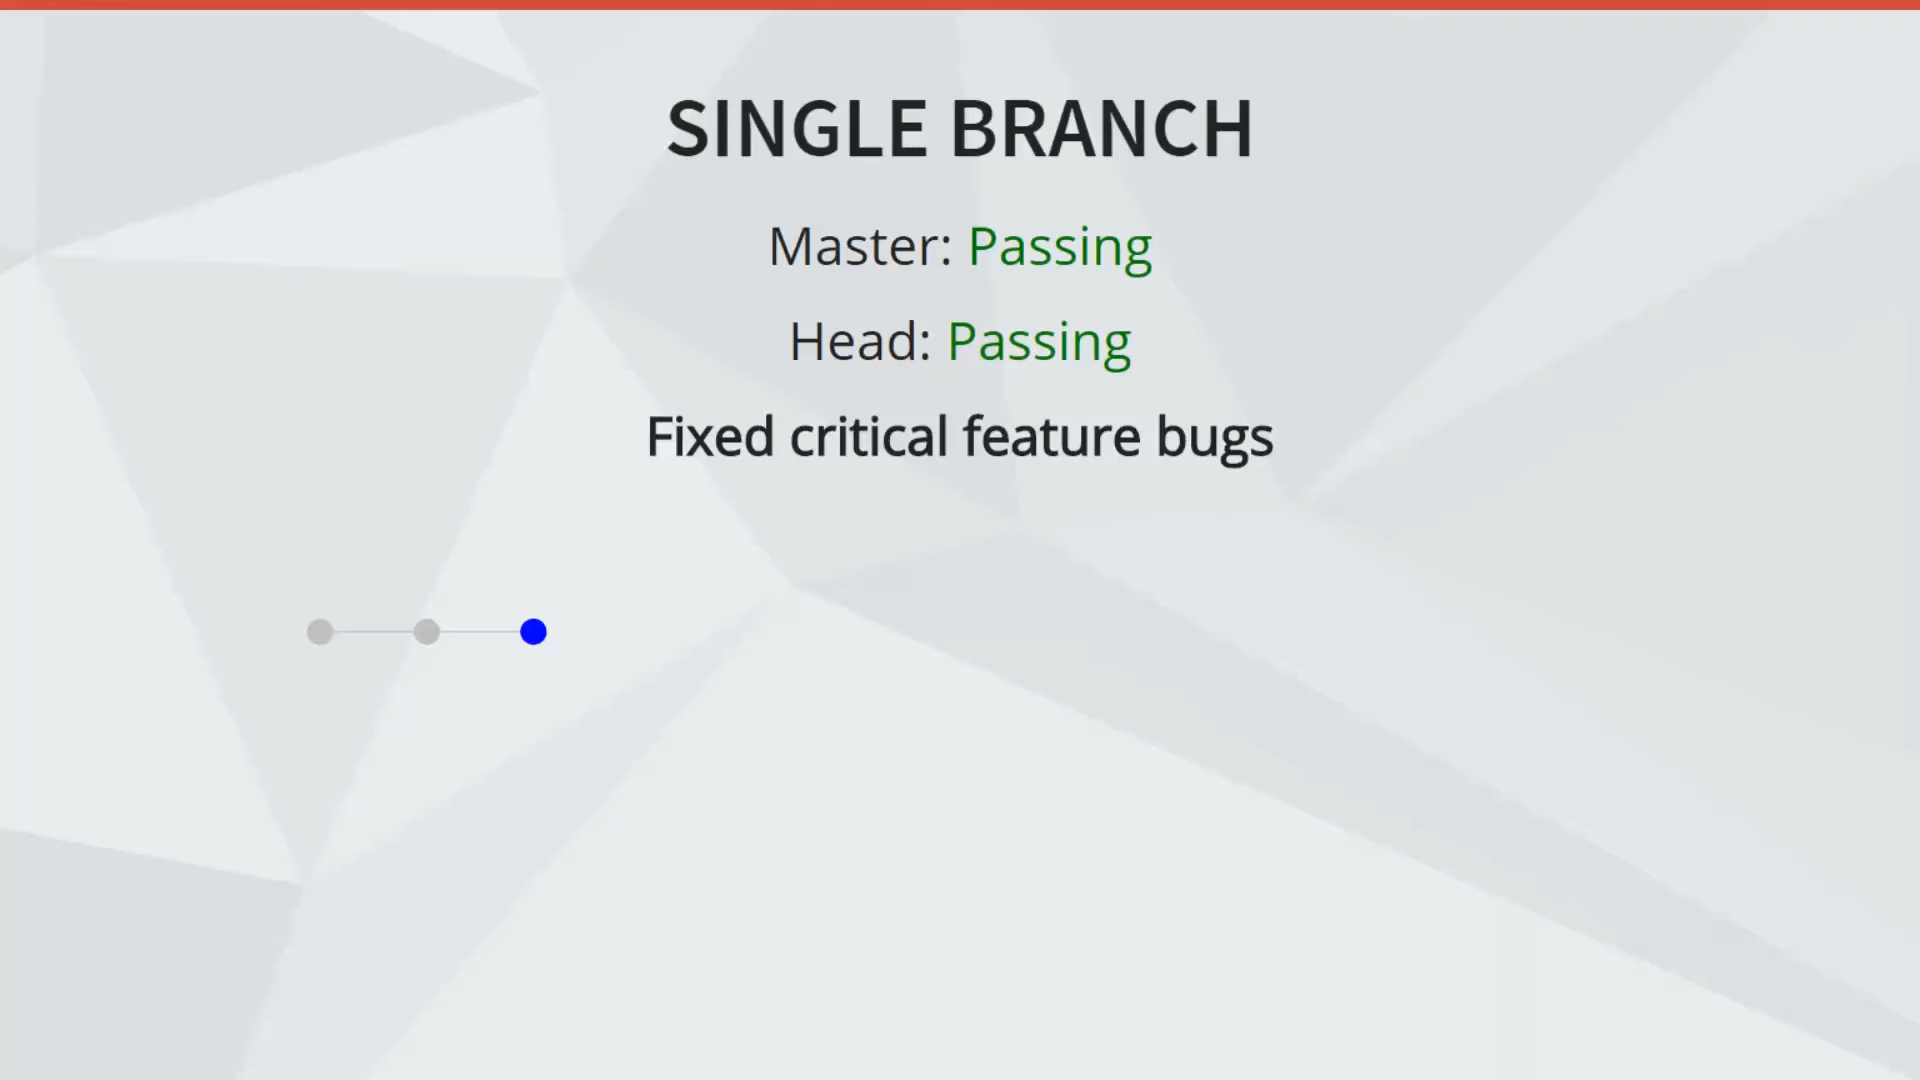 SINGLE BRANCH
Master: Passing
Head: Passing
Fixed critical feature bugs